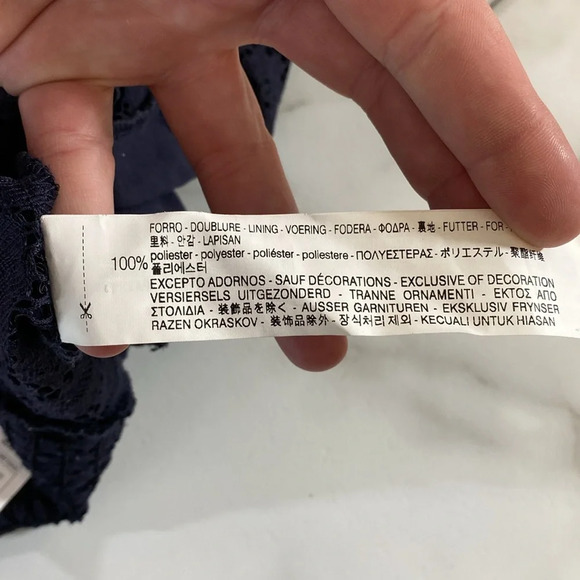 FORRO - DOUBLURE - LINING - VOERING - FODERA - ΦΟΔΡΑ - 裏地 - FUTTER - FOR-
里料 - 안감 - LAPISAN
100% poliester - polyester - poliéster - poliestere - ΠΟΛΥΕΣΤΕΡΑΣ - ポリエステル - 聚酯纤维
폴리에스터
EXCEPTO ADORNOS - SAUF DÉCORATIONS - EXCLUSIVE OF DECORATION
VERSIERSELS UITGEZONDERD - TRANNE ORNAMENTI - ΕΚΤΟΣ ΑΠΟ
ΣΤΟΛΙΔΙΑ - 装飾品を除く - AUSSER GARNITUREN - EKSKLUSIV FRYNSER
RAZEN OKRASKOV - 装饰品除外 - 장식처리 제외 - KECUALI UNTUK HIASAN